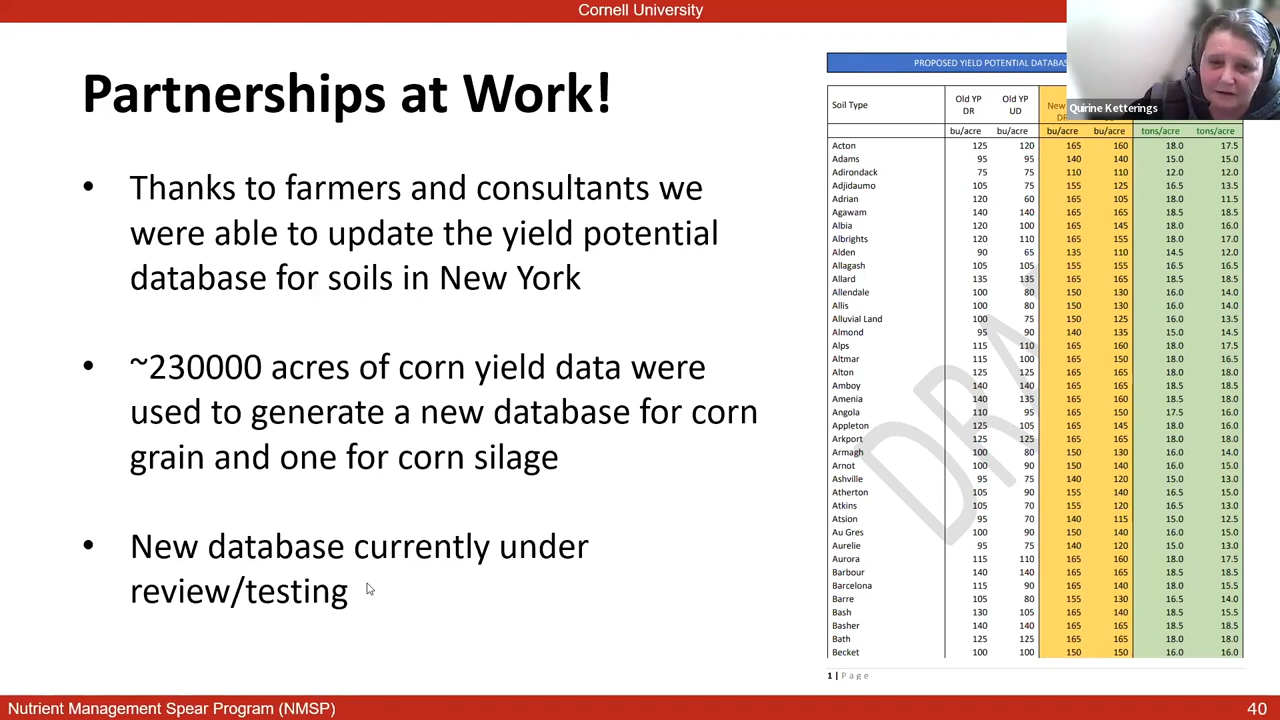 Cornell University
Partnerships at Work!
• Thanks to farmers and consultants we
were able to update the yield potential
database for soils in New York
• ~230000 acres of corn yield data were
used to generate a new database for corn
grain and one for corn silage
• New database currently under
review/testing
PROPOSED YIELD POTENTIAL DATABAS
Quirine Ketterings
Soil Type Old YP DR Old YP UD New DR
bu/acre bu/acre bu/acre bu/acre tons/acre tons/acre
Acton 125 120 165 160 18.0 17.5
Adams 95 95 140 140 15.0 15.0
Adirondack 75 75 110 110 12.0 12.0
Adjidaumo 105 75 155 125 16.5 13.5
Adrian 120 60 165 105 18.0 11.5
Agawam 140 140 165 165 18.5 18.5
Albia 120 100 165 145 18.0 16.0
Albrights 120 110 165 155 18.0 17.0
Alden 90 65 135 110 14.5 12.0
Allagash 105 105 155 155 16.5 16.5
Allard 135 135 165 165 18.5 18.5
Allendale 100 80 150 130 16.0 14.0
Allis 100 80 150 130 16.0 14.0
Alluvial Land 100 75 150 125 16.0 13.5
Almond 95 90 140 135 15.0 14.5
Alps 115 110 165 160 18.0 17.5
Altmar 115 100 165 150 18.0 16.5
Alton 125 125 165 165 18.0 18.0
Amboy 140 140 165 165 18.5 18.5
Amenia 140 135 165 160 18.5 18.0
Angola 110 95 165 150 17.5 16.0
Appleton 125 105 165 145 18.0 16.0
Arkport 125 125 165 165 18.0 18.0
Armagh 100 80 150 130 16.0 14.0
Arnot 100 90 150 140 16.0 15.0
Ashville 95 75 140 120 15.0 13.0
Atherton 105 90 155 140 16.5 15.0
Atkins 105 70 155 120 16.5 13.0
Atsion 95 70 140 115 15.0 12.5
Au Gres 100 90 150 140 16.0 15.0
Aurelie 95 75 140 120 15.0 13.0
Aurora 115 110 165 160 18.0 17.5
Barbour 140 140 165 165 18.5 18.5
Barcelona 115 90 165 140 18.0 15.5
Barre 105 80 155 130 16.5 14.0
Bash 130 105 165 140 18.5 15.5
Basher 140 140 165 165 18.5 18.5
Bath 125 125 165 165 18.0 18.0
Becket 100 100 150 150 16.0 16.0
DRA
1 | Page
Nutrient Management Spear Program (NMSP) 40